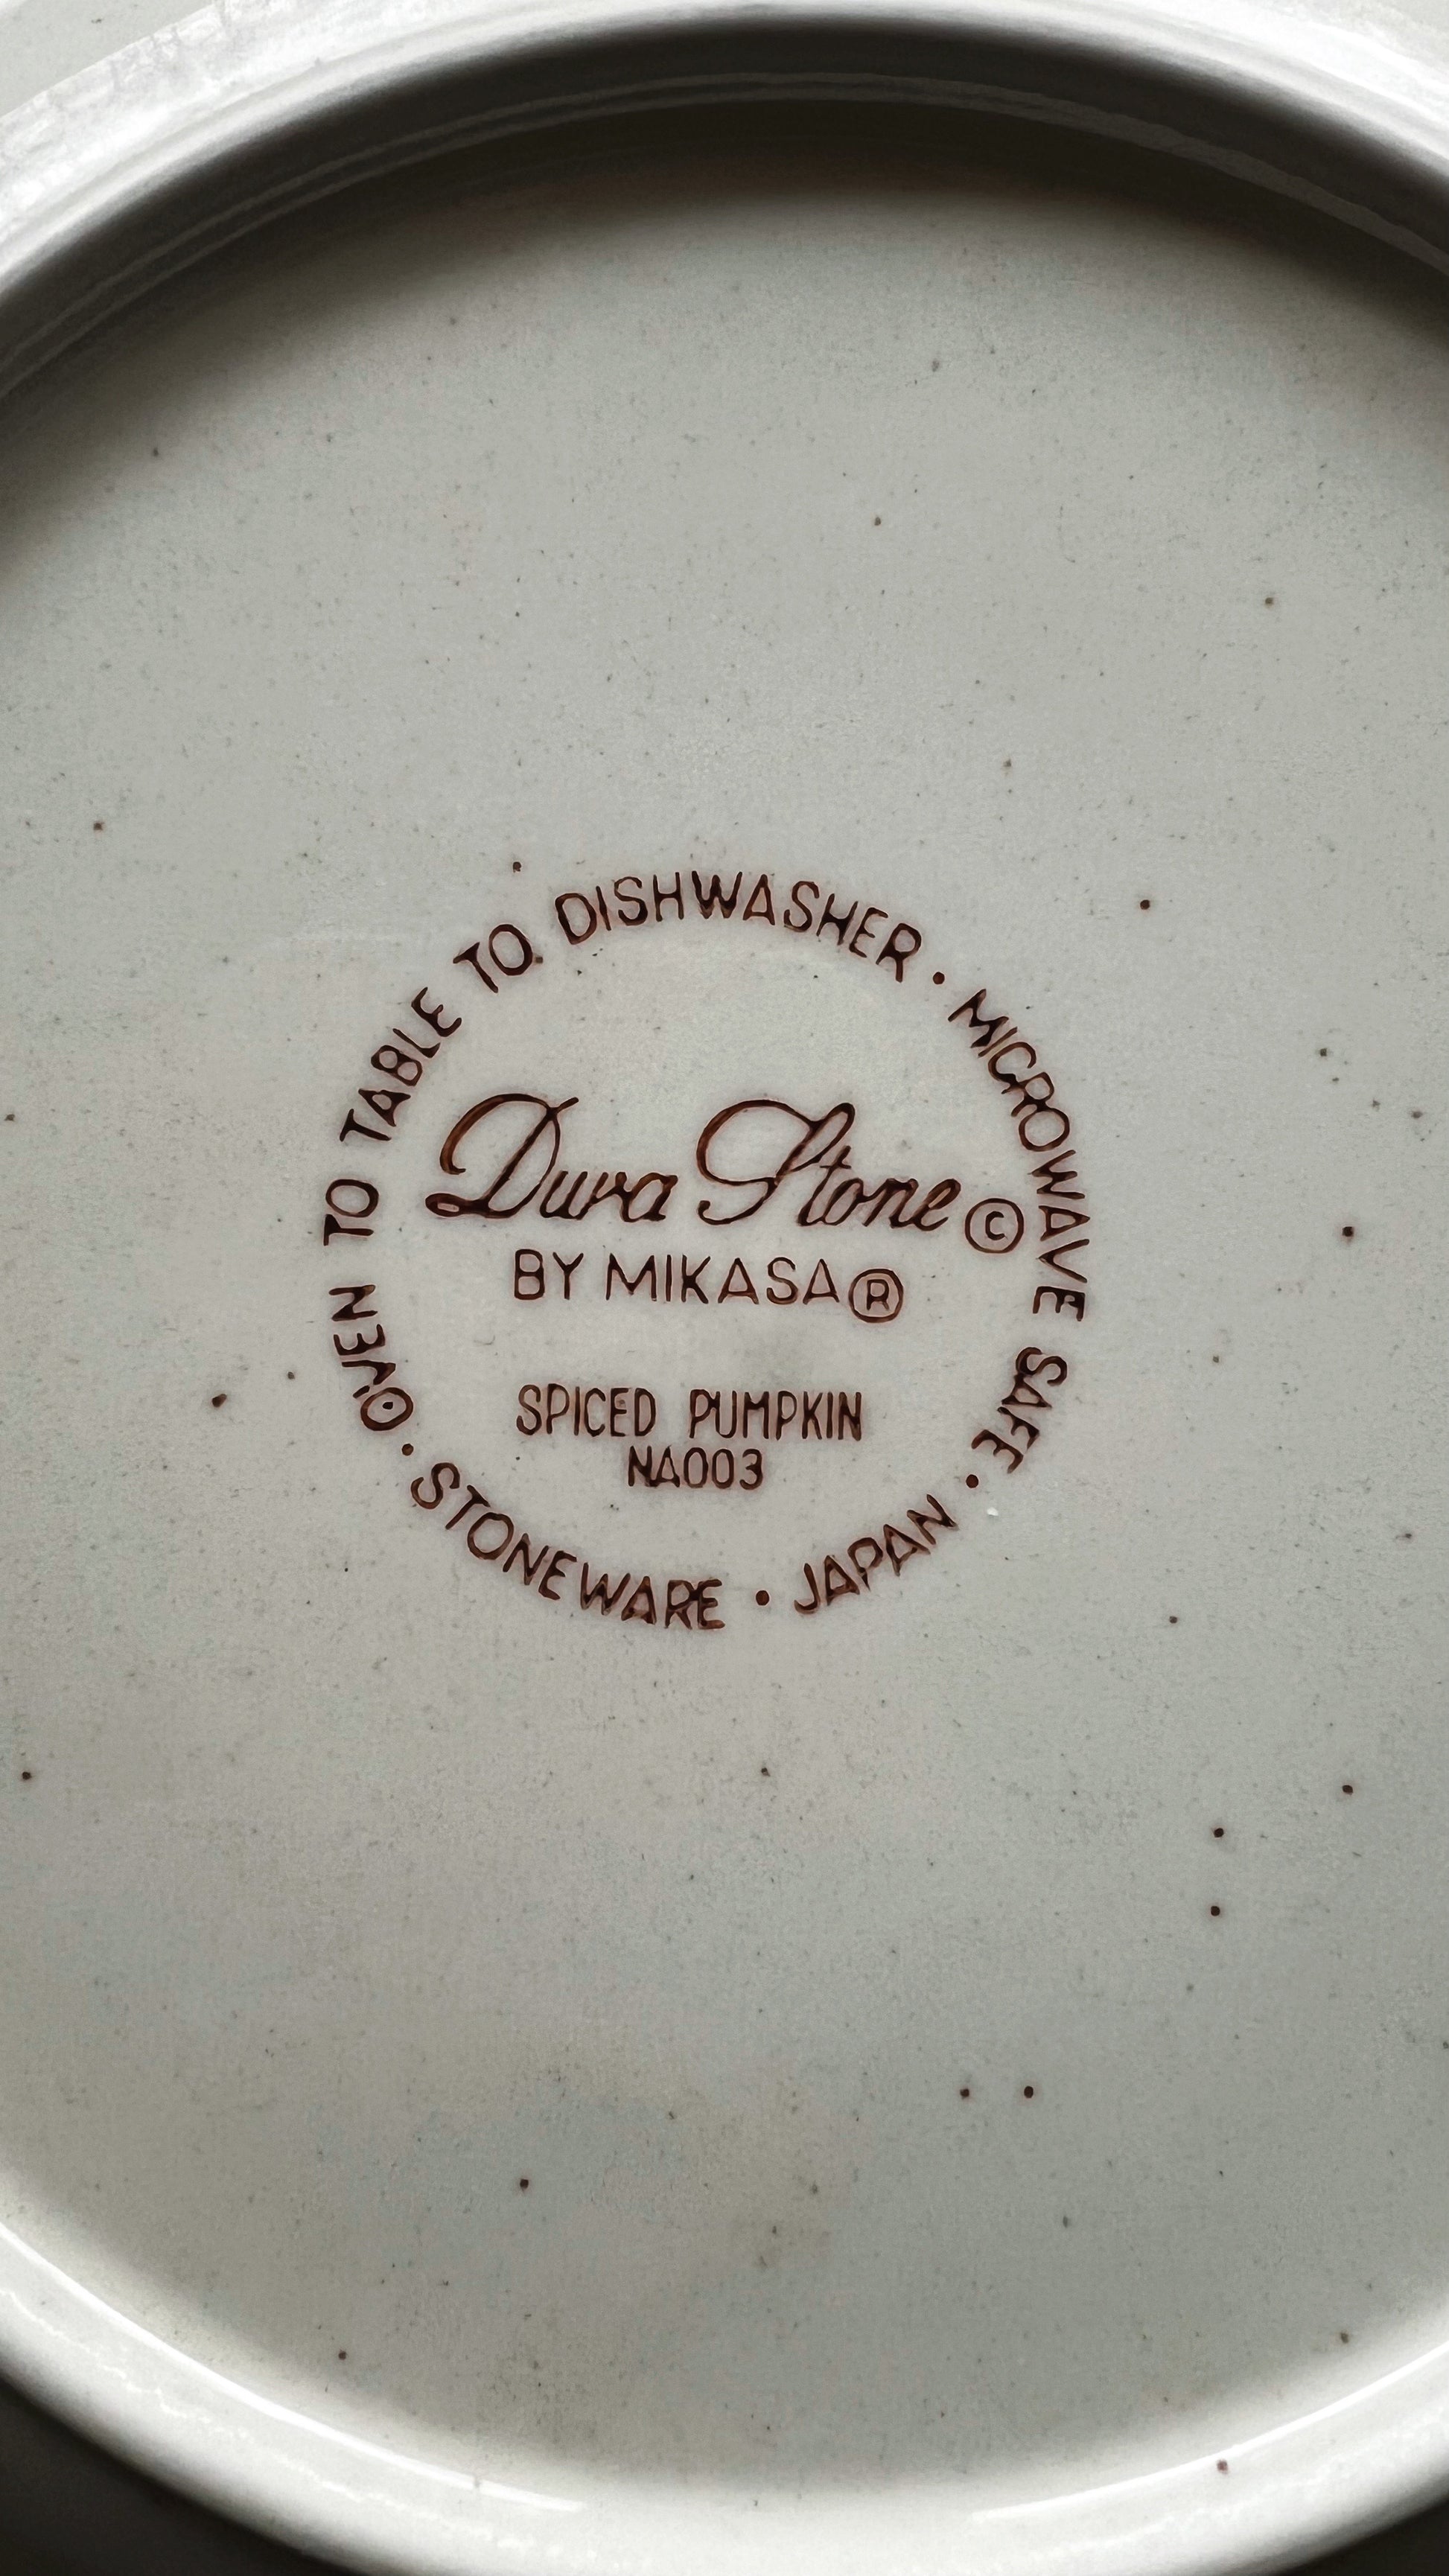 OVEN TO TABLE TO DISHWASHER · MICROWAVE SAFE · JAPAN · STONEWARE ·
Dura Stone ©
BY MIKASA ®
SPICED PUMPKIN
NA003